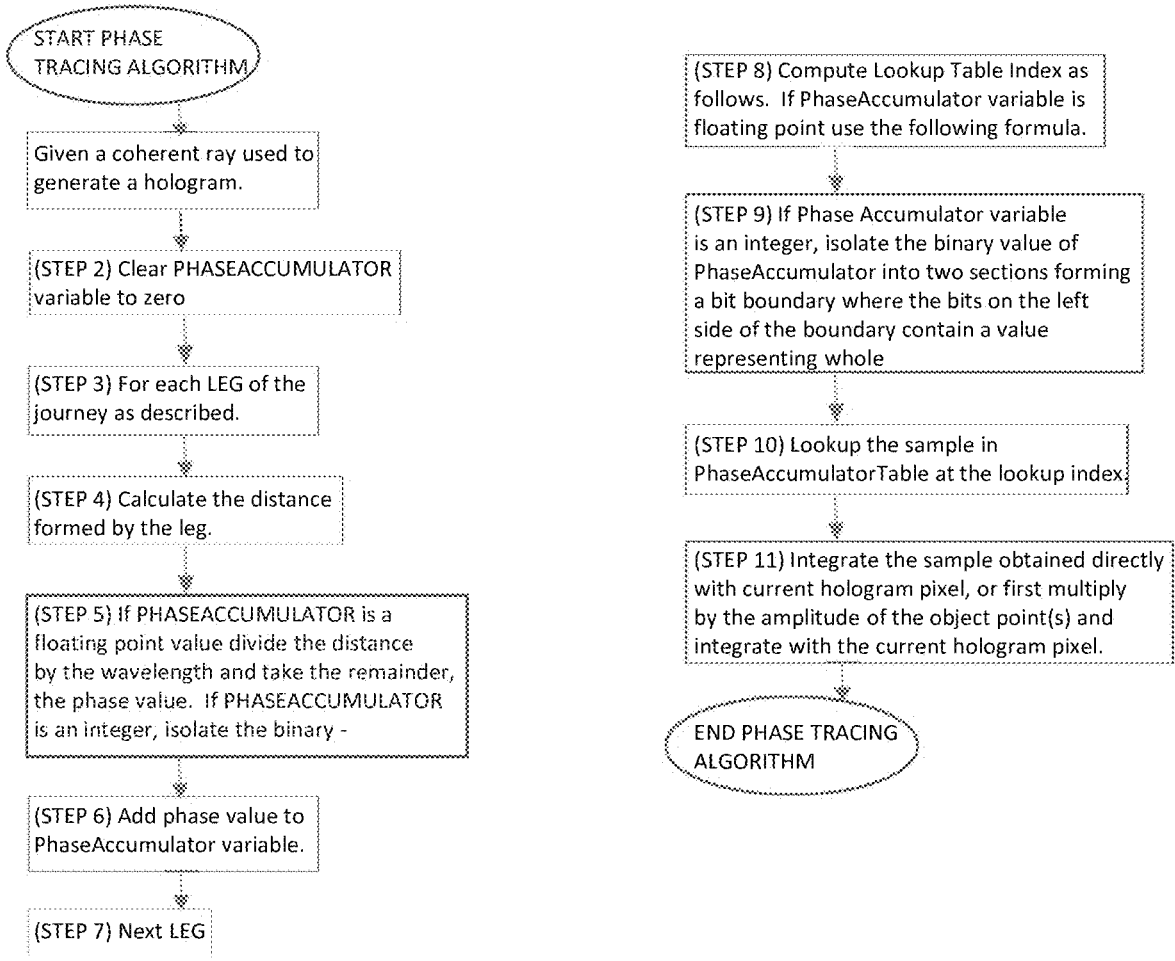 START PHASE
TRACING ALGORITHM
Given a coherent ray used to
generate a hologram.
(STEP 2) Clear PHASEACCUMULATOR
variable to zero
(STEP 3) For each LEG of the
journey as described.
(STEP 4) Calculate the distance
formed by the leg.
(STEP 5) If PHASEACCUMULATOR is a
floating point value divide the distance
by the wavelength and take the remainder,
the phase value. If PHASEACCUMULATOR
is an integer, isolate the binary -
(STEP 6) Add phase value to
PhaseAccumulator variable.
(STEP 7) Next LEG
(STEP 8) Compute Lookup Table Index as
follows. If PhaseAccumulator variable is
floating point use the following formula.
(STEP 9) If Phase Accumulator variable
is an integer, isolate the binary value of
PhaseAccumulator into two sections forming
a bit boundary where the bits on the left
side of the boundary contain a value
representing whole
(STEP 10) Lookup the sample in
PhaseAccumulatorTable at the lookup index.
(STEP 11) Integrate the sample obtained directly
with current hologram pixel, or first multiply
by the amplitude of the object point(s) and
integrate with the current hologram pixel.
END PHASE TRACING
ALGORITHM